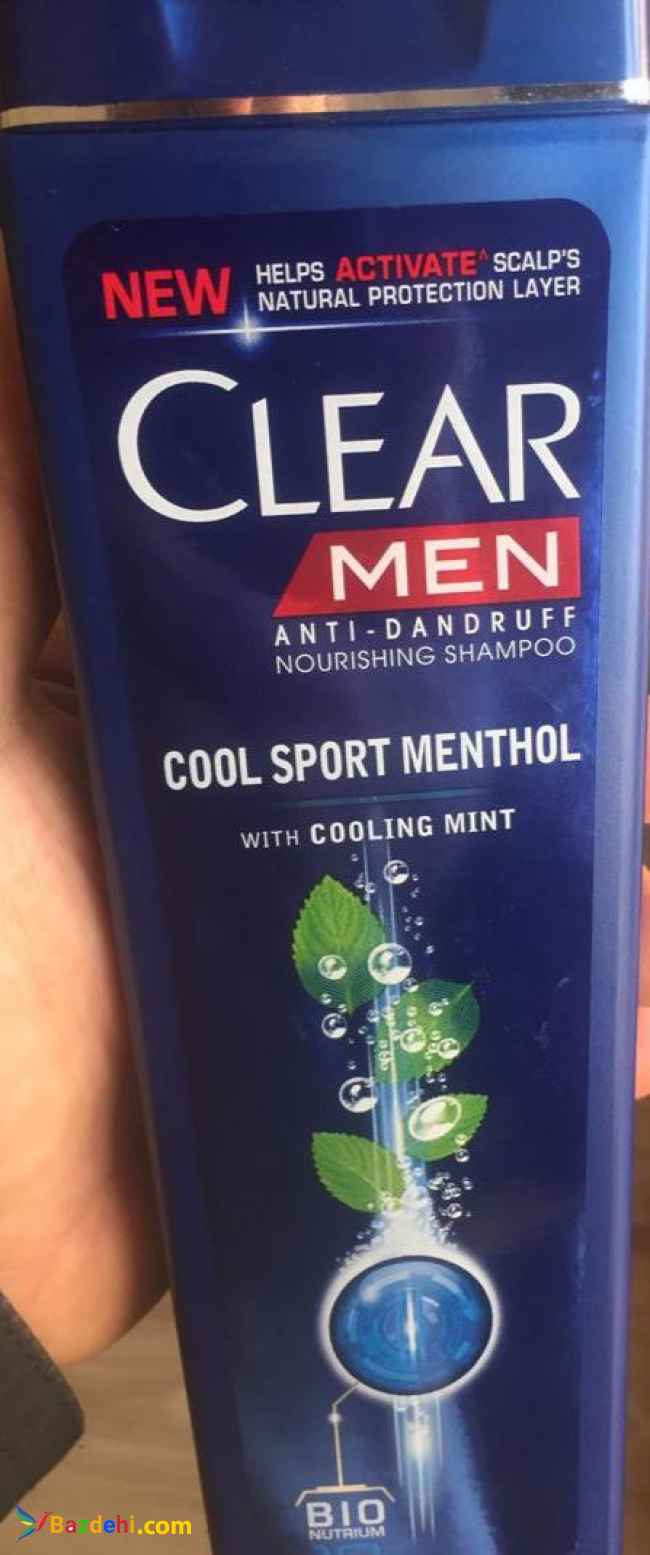 NEW HELPS ACTIVATE^ SCALP'S
NATURAL PROTECTION LAYER
CLEAR
MEN
ANTI-DANDRUFF
NOURISHING SHAMPOO
COOL SPORT MENTHOL
WITH COOLING MINT
BIO
NUTRIUM
Bazdehi.com